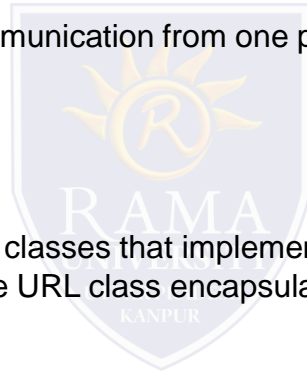 munication from one p
R
RAMA
classes that implemen
UNIVERSITY
e URL class encapsula
KANPUR